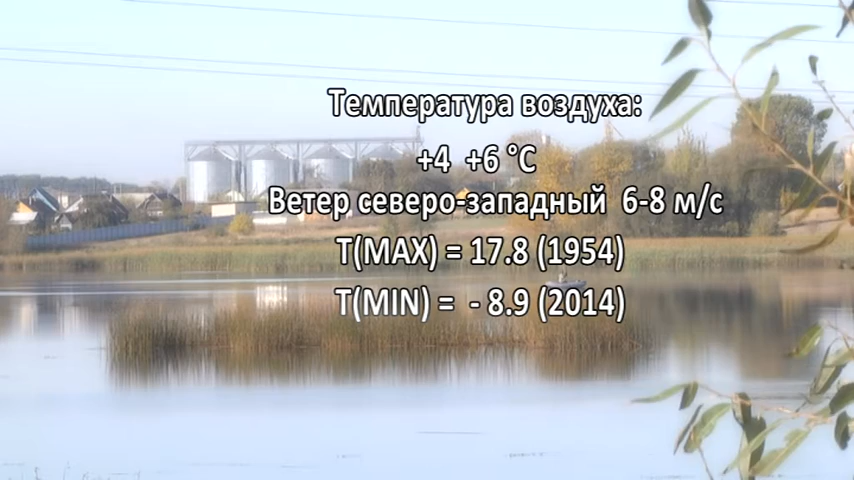 Температура воздуха:
+4 +6 °C
Ветер северо-западный 6-8 м/с
T(MAX) = 17.8 (1954)
T(MIN) = - 8.9 (2014)